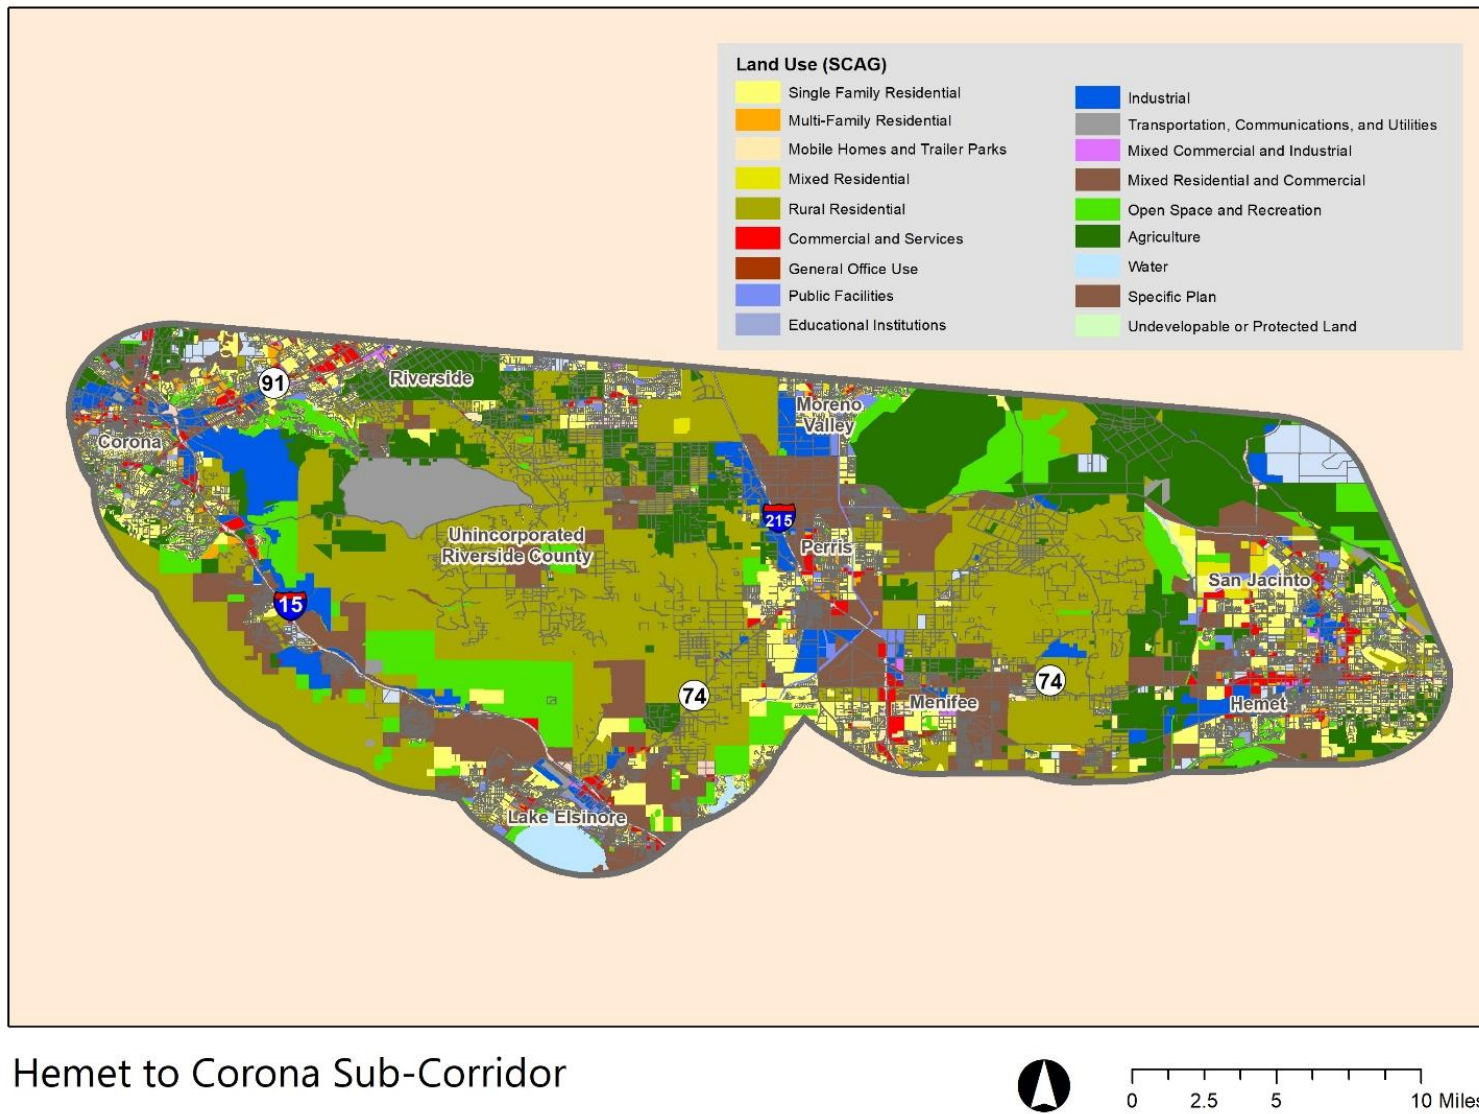 Land Use (SCAG)
Single Family Residential
Multi-Family Residential
Mobile Homes and Trailer Parks
Mixed Residential
Rural Residential
Commercial and Services
General Office Use
Public Facilities
Educational Institutions
Industrial
Transportation, Communications, and Utilities
Mixed Commercial and Industrial
Mixed Residential and Commercial
Open Space and Recreation
Agriculture
Water
Specific Plan
Undevelopable or Protected Land
91
Riverside
Moreno
Valley
Corona
215
Unincorporated
Riverside County
Perris
San Jacinto
15
74
74
Menifee
Hemet
Lake Elsinore
Hemet to Corona Sub-Corridor
0 2.5 5 10 Miles